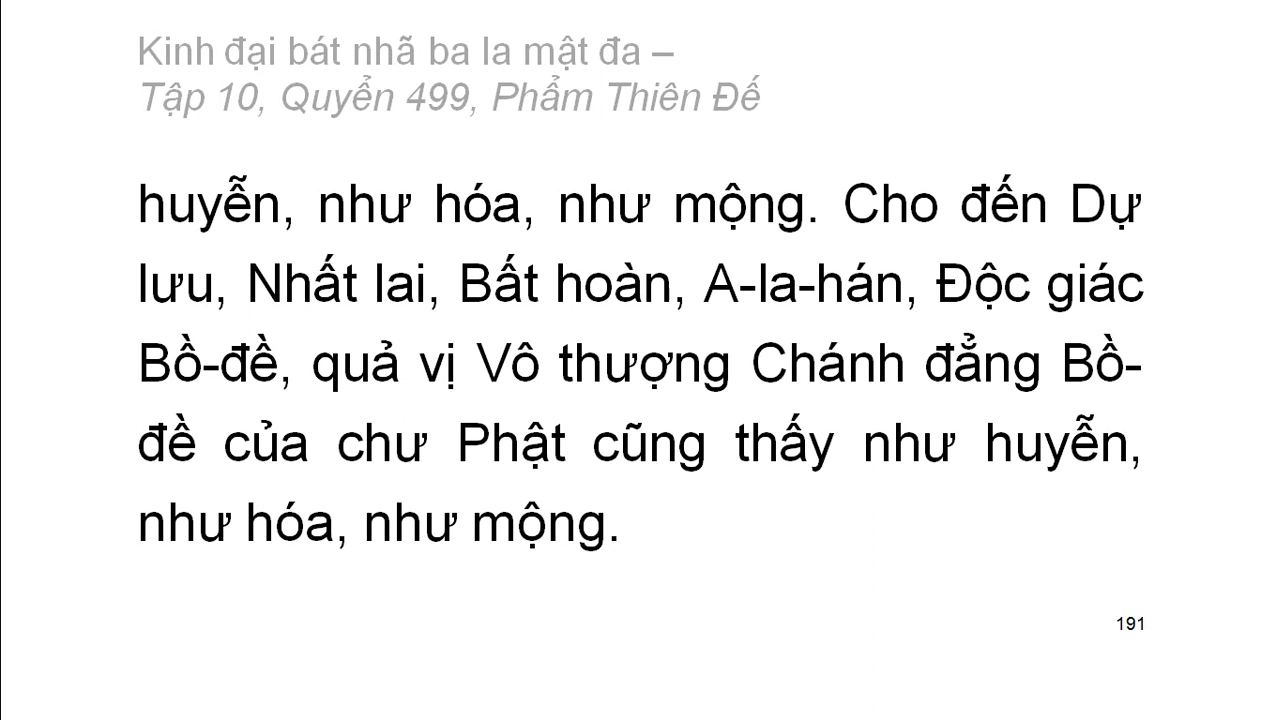 Kinh đại bát nhã ba la mật đa –
Tập 10, Quyển 499, Phẩm Thiên Đế
huyễn, như hóa, như mộng. Cho đến Dự
lưu, Nhất lai, Bất hoàn, A-la-hán, Độc giác
Bồ-đề, quả vị Vô thượng Chánh đẳng Bồ-
đề của chư Phật cũng thấy như huyễn,
như hóa, như mộng.
191